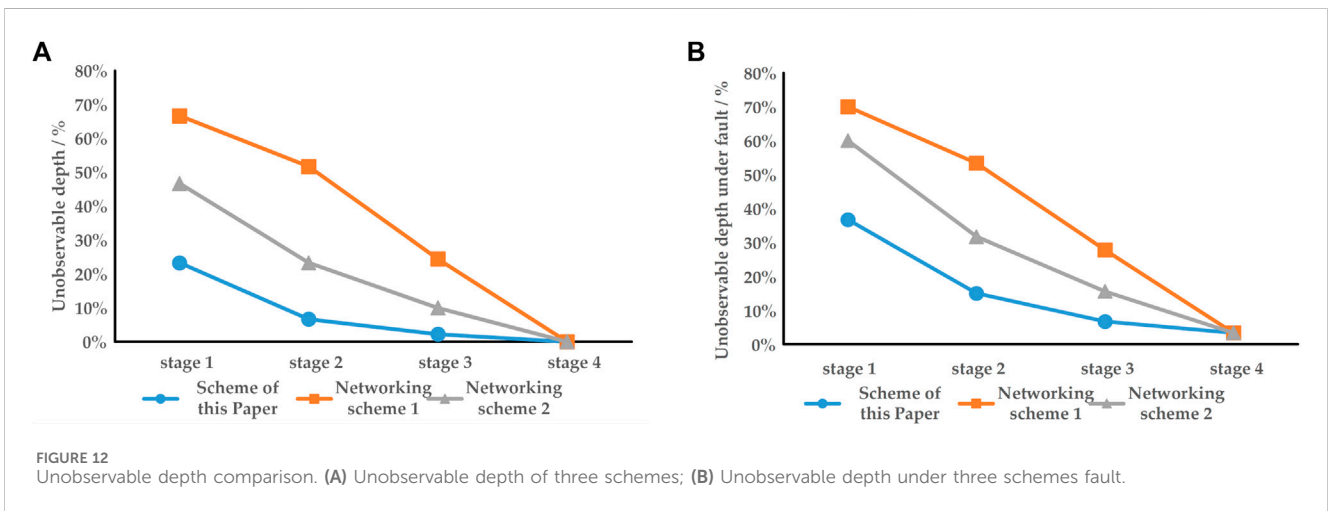 A
Unobservable depth / %
80%
70%
60%
50%
40%
30%
20%
10%
0%
stage 1
stage 2
stage 3
stage 4
Scheme of
this Paper
Networking
scheme 1
Networking
scheme 2
B
Unobservable depth under fault / %
80%
70%
60%
50%
40%
30%
20%
10%
0%
stage 1
stage 2
stage 3
stage 4
Scheme of
this Paper
Networking
scheme 1
Networking
scheme 2
FIGURE 12
Unobservable depth comparison. (A) Unobservable depth of three schemes; (B) Unobservable depth under three schemes fault.